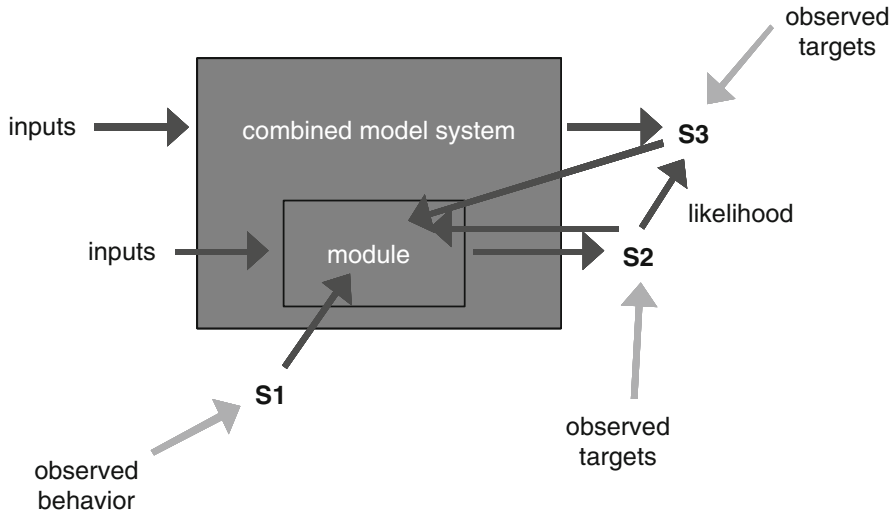 observed
targets
inputs
combined model system
S3
likelihood
inputs
module
S2
S1
observed
targets
observed
behavior